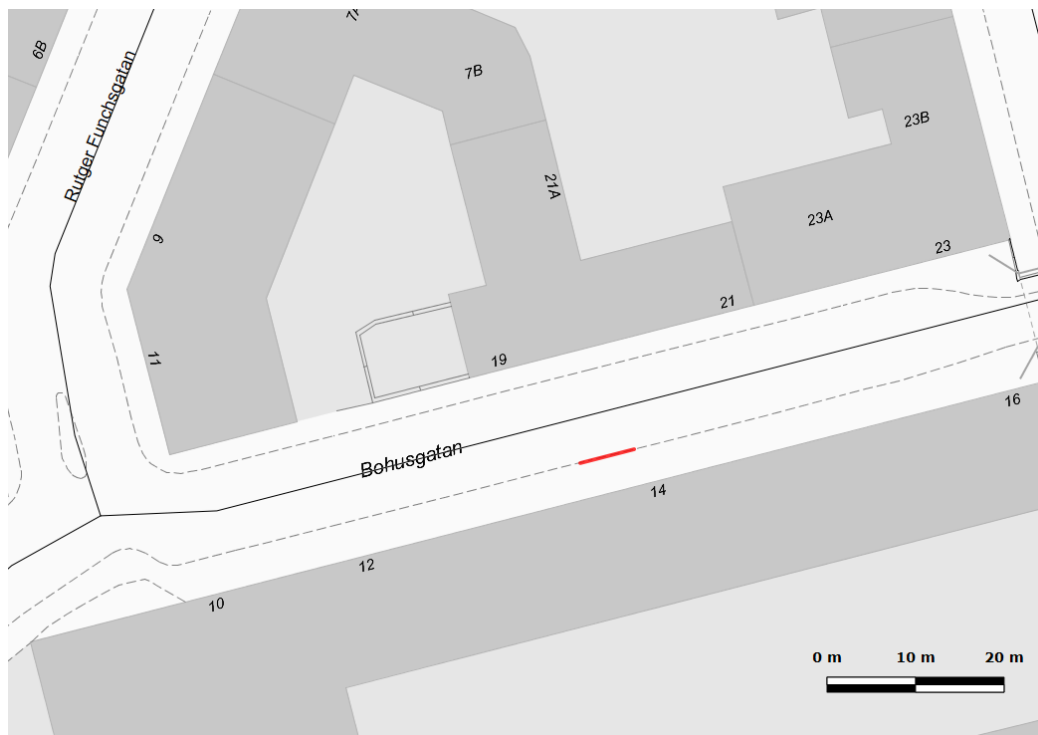 6B
7B
Rutger Funchsgatan
23B
21A
23A
9
23
21
11
19
Bohusgatan
16
14
12
10
0 m 10 m 20 m